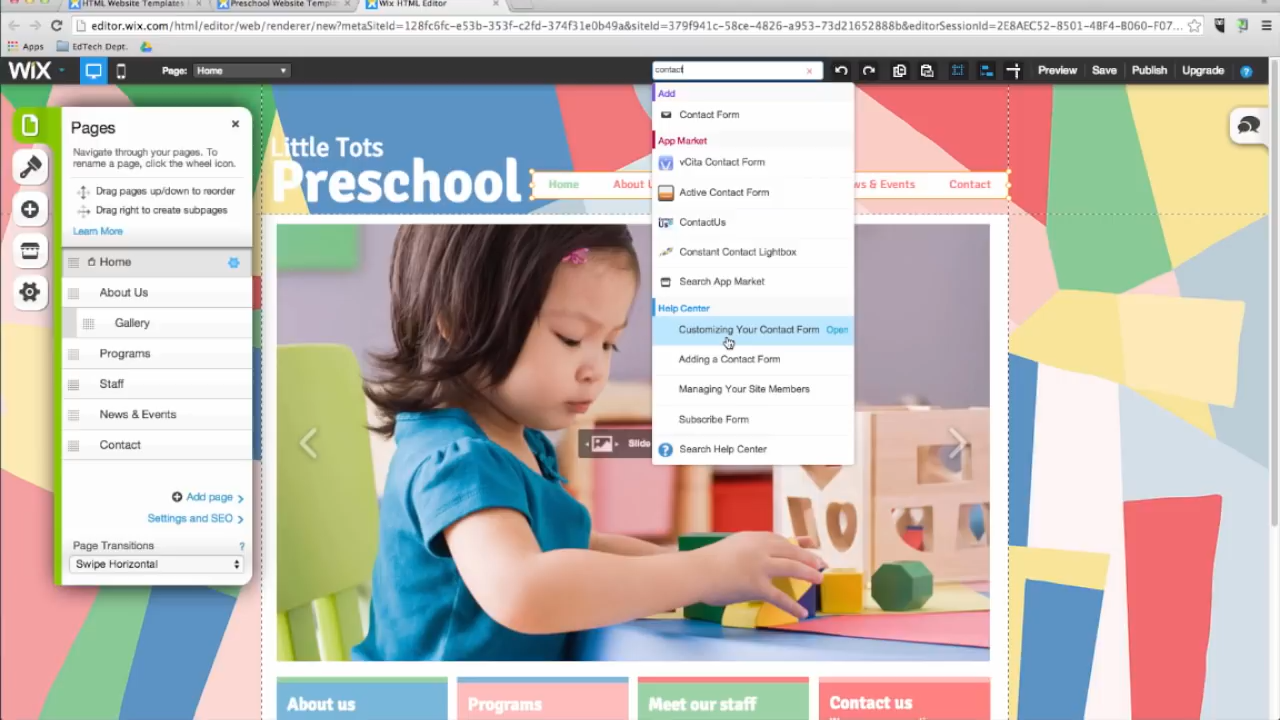 HTML Website Templates
Preschool Website Templ
Wix HTML Editor
editor.wix.com/html/editor/web/renderer/new?metaSiteId=128fc6fc-e53b-353f-c2fd-374f31e0b49a&siteId=379f941c-58ce-4826-a953-73d21652888b&editorSessionId=2E8AEC52-8501-4BF4-B060-F07...
Apps
EdTech Dept.
WiX
Page:
Home
contact
Preview
Save
Publish
Upgrade
?
Add
Contact Form
App Market
vCita Contact Form
Active Contact Form
ContactUs
Constant Contact Lightbox
Search App Market
Help Center
Customizing Your Contact Form
Open
Adding a Contact Form
Managing Your Site Members
Subscribe Form
Search Help Center
Pages
Navigate through your pages. To
rename a page, click the wheel icon.
Drag pages up/down to reorder
Drag right to create subpages
Learn More
Home
About Us
Gallery
Programs
Staff
News & Events
Contact
Add page
Settings and SEO
Page Transitions
?
Swipe Horizontal
Little Tots
Preschool
Home
About U
ws & Events
Contact
Slide
About us
Programs
Meet our staff
Contact us